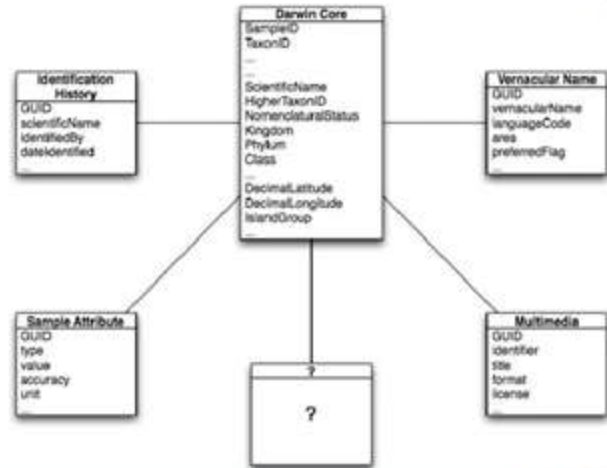 Darwin Core
SampleID
TaxonID
...
...
ScientificName
HigherTaxonID
NomenclaturalStatus
Kingdom
Phylum
Class
...
DecimalLatitude
DecimalLongitude
IslandGroup
...
Identification
History
GUID
scientificName
identifiedBy
dateIdentified
...
Vernacular Name
GUID
vernacularName
languageCode
area
preferredFlag
...
Sample Attribute
GUID
type
value
accuracy
unit
...
?
?
Multimedia
GUID
identifier
title
format
license
...